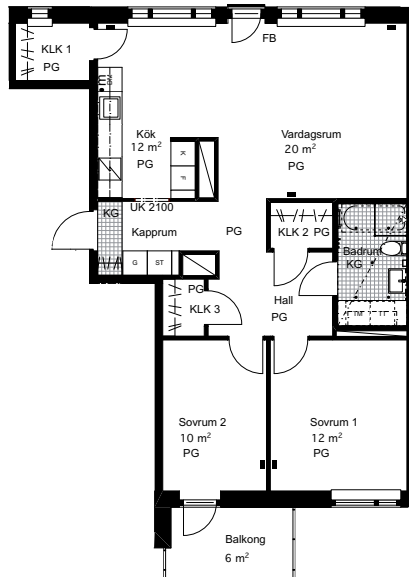 FB
KLK 1
PG
DM
Kök
12 m²
PG
Vardagsrum
20 m²
PG
K
F
KG
UK 2100
Kapprum
PG
KLK 2 PG
Badrum
KG
G
ST
PG
KLK 3
Hall
PG
Sovrum 2
10 m²
PG
Sovrum 1
12 m²
PG
Balkong
6 m²